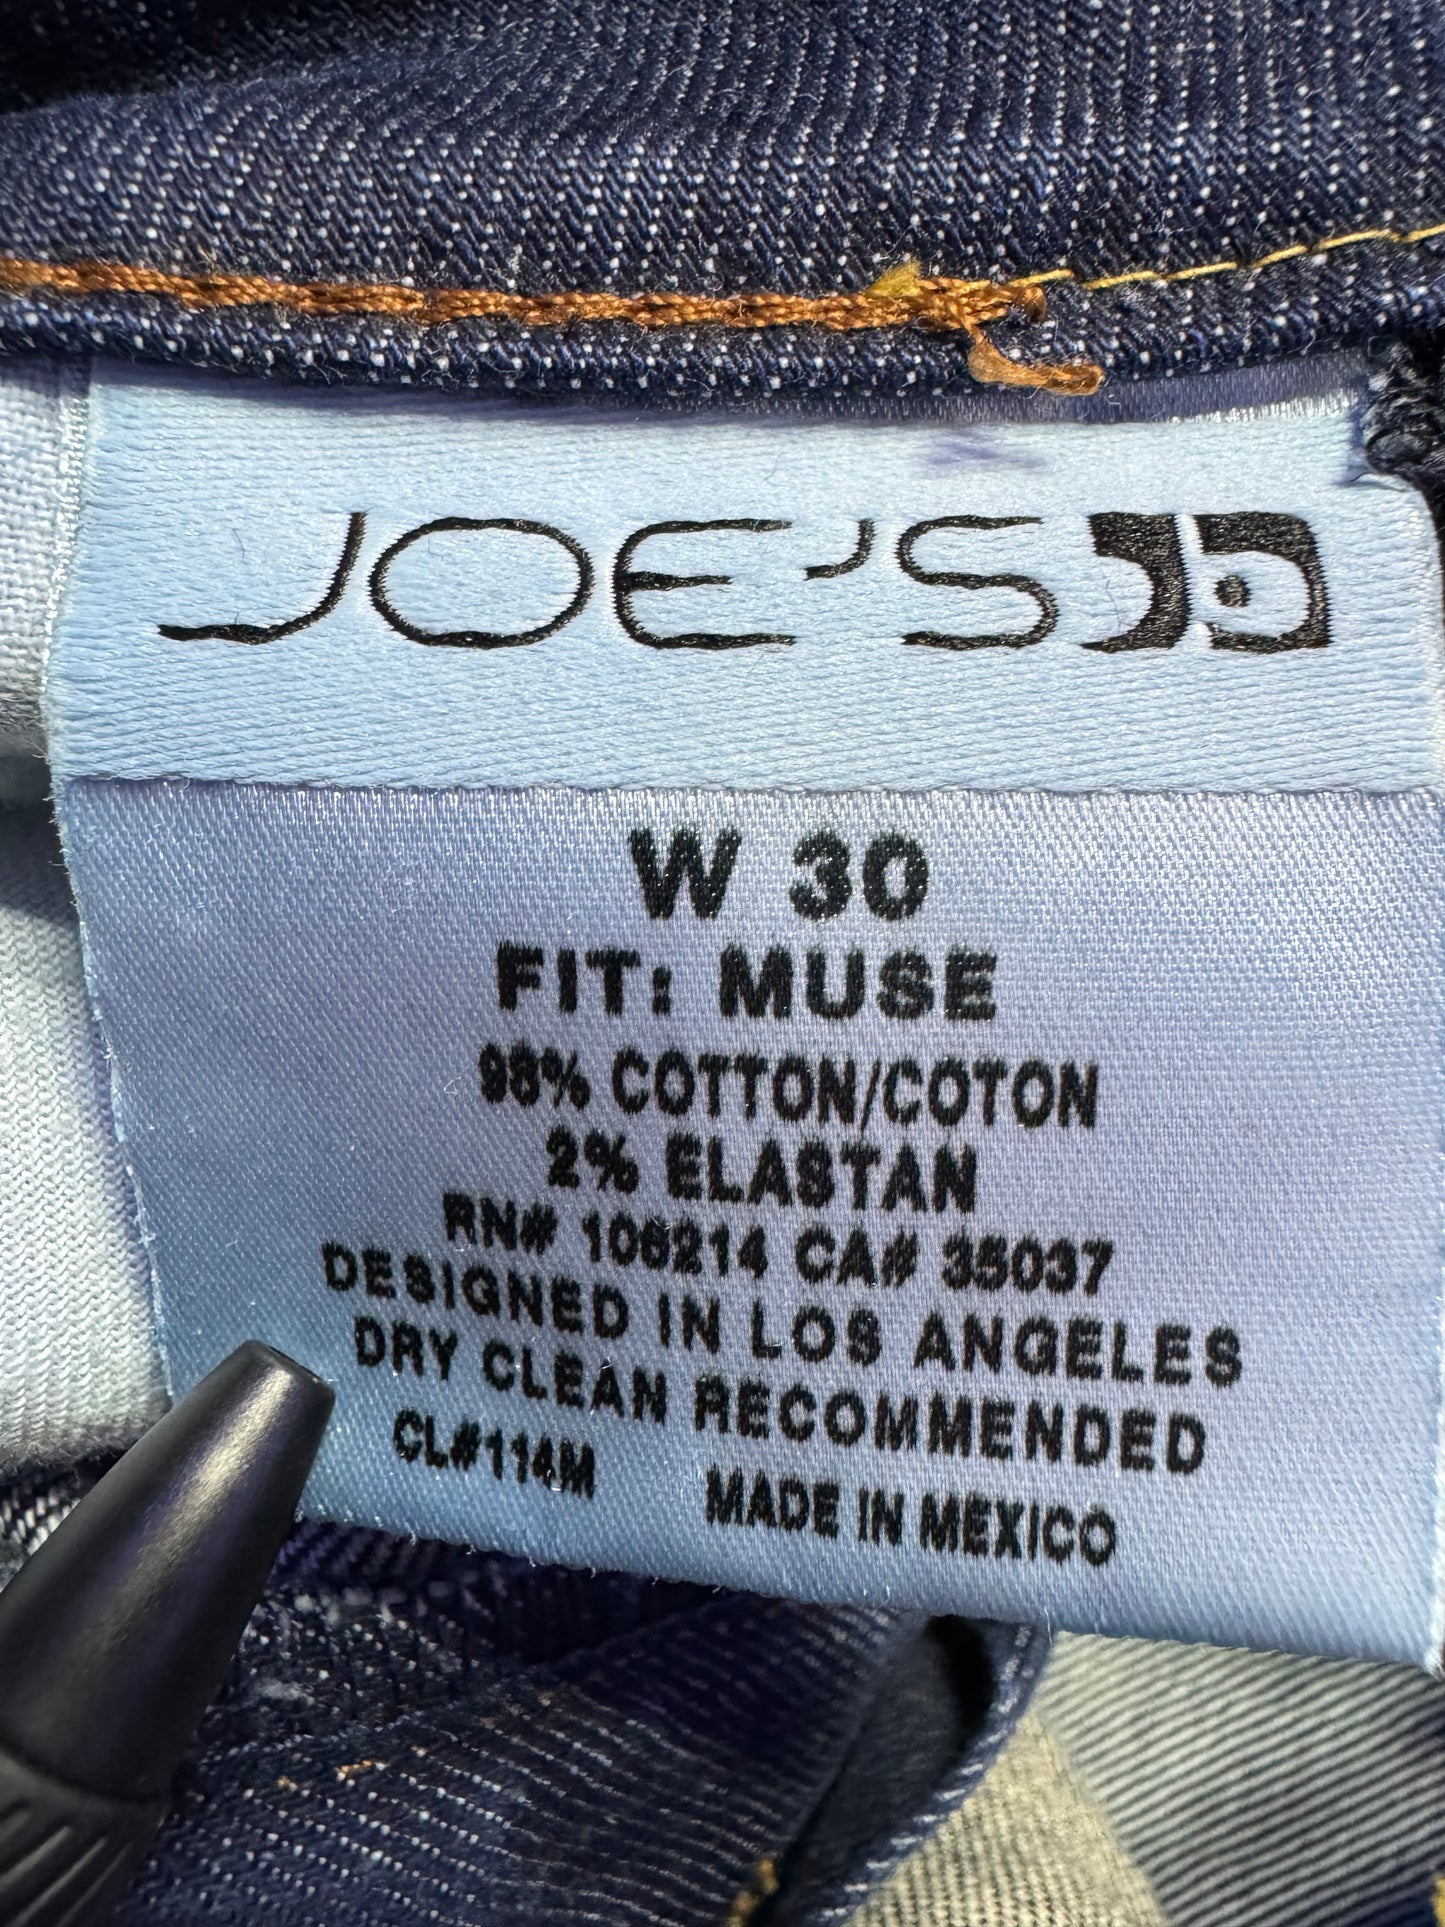 JOE'S
W 30
FIT: MUSE
98% COTTON/COTON
2% ELASTAN
RN# 106214 CA# 35037
DESIGNED IN LOS ANGELES
DRY CLEAN RECOMMENDED
CL#114M MADE IN MEXICO